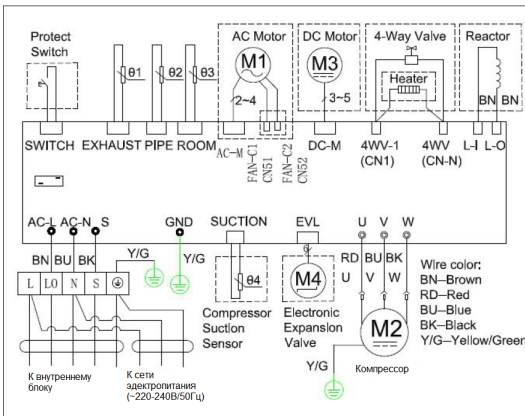 Protect
Switch
AC Motor
DC Motor
4-Way Valve
Reactor
θ1
θ2
θ3
M1
M3
Heater
2~4
3~5
BN
BN
SWITCH
EXHAUST
PIPE
ROOM
AC-M
FAN-C1
CN51
FAN-C2
CN52
DC-M
4WV-1
(CN1)
4WV
(CN-N)
L-I
L-O
AC-L
AC-N
S
GND
SUCTION
EVL
U
V
W
BN
BU
BK
Y/G
Y/G
6
RD
BU
BK
U
V
W
L
LO
N
S
θ4
M4
M2
Compressor
Suction
Sensor
Electronic
Expansion
Valve
Y/G
Компрессор
Wire color:
BN—Brown
RD—Red
BU—Blue
BK—Black
Y/G—Yellow/Green
К внутреннему
блоку
К сети
эдектропитания
(~220-240В/50Гц)